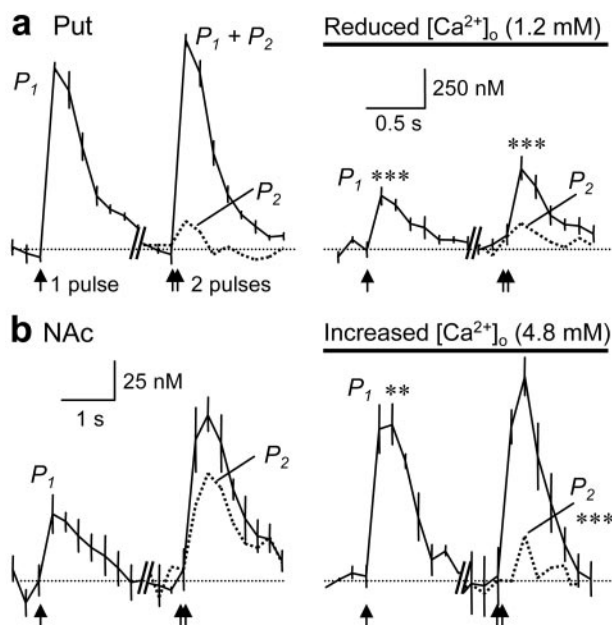 a Put
P1
P1 + P2
P2
1 pulse
2 pulses
Reduced [Ca2+]o (1.2 mM)
250 nM
0.5 s
P1 ***
***
P2
b NAc
25 nM
1 s
P1
P2
Increased [Ca2+]o (4.8 mM)
P1 **
P2
***